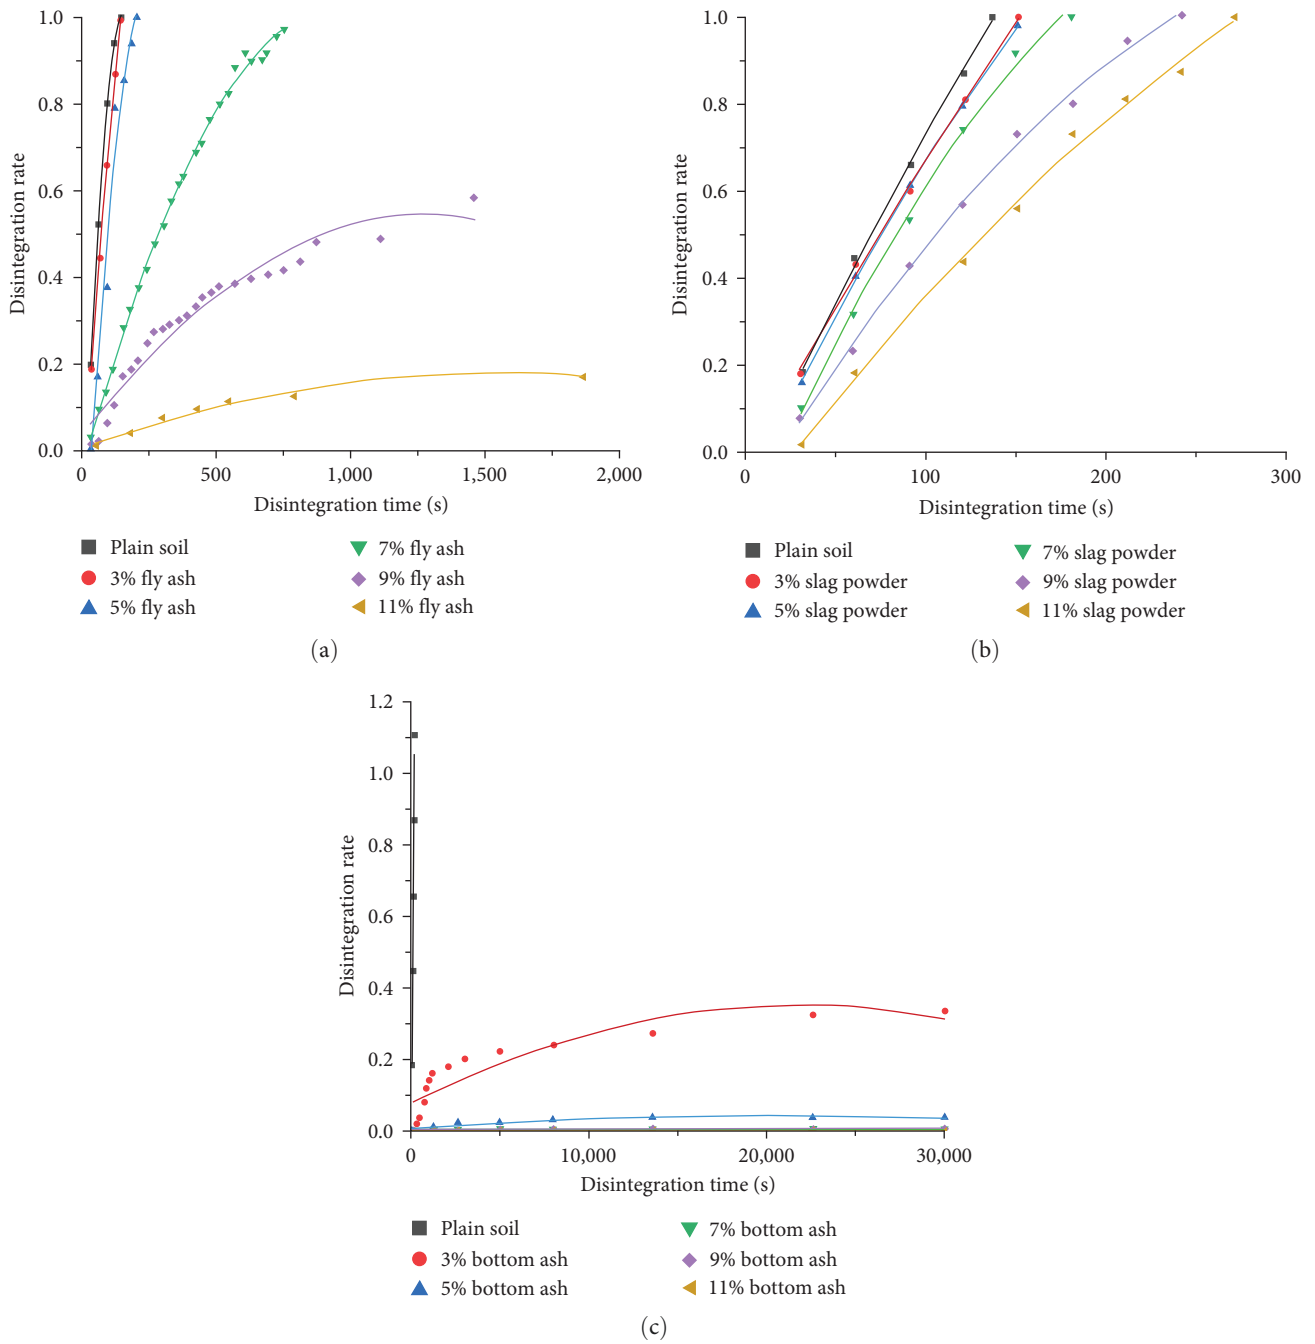 1.0
0.8
0.6
0.4
0.2
0.0
Disintegration rate
0
500
1,000
1,500
2,000
Disintegration time (s)
Plain soil
3% fly ash
5% fly ash
7% fly ash
9% fly ash
11% fly ash
(a)
1.0
0.8
0.6
0.4
0.2
0.0
Disintegration rate
0
100
200
300
Disintegration time (s)
Plain soil
3% slag powder
5% slag powder
7% slag powder
9% slag powder
11% slag powder
(b)
1.2
1.0
0.8
0.6
0.4
0.2
0.0
Disintegration rate
0
10,000
20,000
30,000
Disintegration time (s)
Plain soil
3% bottom ash
5% bottom ash
7% bottom ash
9% bottom ash
11% bottom ash
(c)